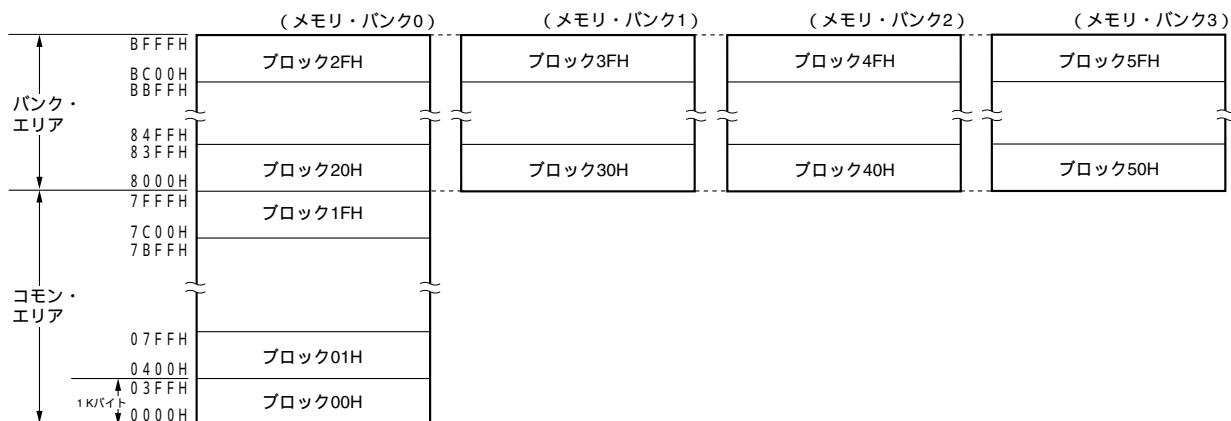 （メモリ・バンク0） （メモリ・バンク1） （メモリ・バンク2） （メモリ・バンク3）
BFFFH
ブロック2FH ブロック3FH ブロック4FH ブロック5FH
BC00H
BBFFH
バンク・
エリア
84FFH
83FFH
ブロック20H ブロック30H ブロック40H ブロック50H
8000H
7FFFH
ブロック1FH
7C00H
7BFFH
コモン・
エリア
07FFH
ブロック01H
0400H
03FFH
1 Kバイト
ブロック00H
0000H